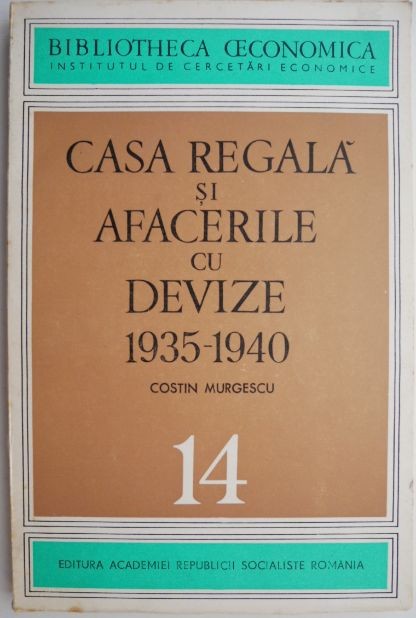 BIBLIOTHECA ŒCONOMICA
INSTITUTUL DE CERCETĂRI ECONOMICE
CASA REGALĂ
ȘI
AFACERILE
CU
DEVIZE
1935-1940
COSTIN MURGESCU
14
EDITURA ACADEMIEI REPUBLICII SOCIALISTE ROMÂNIA